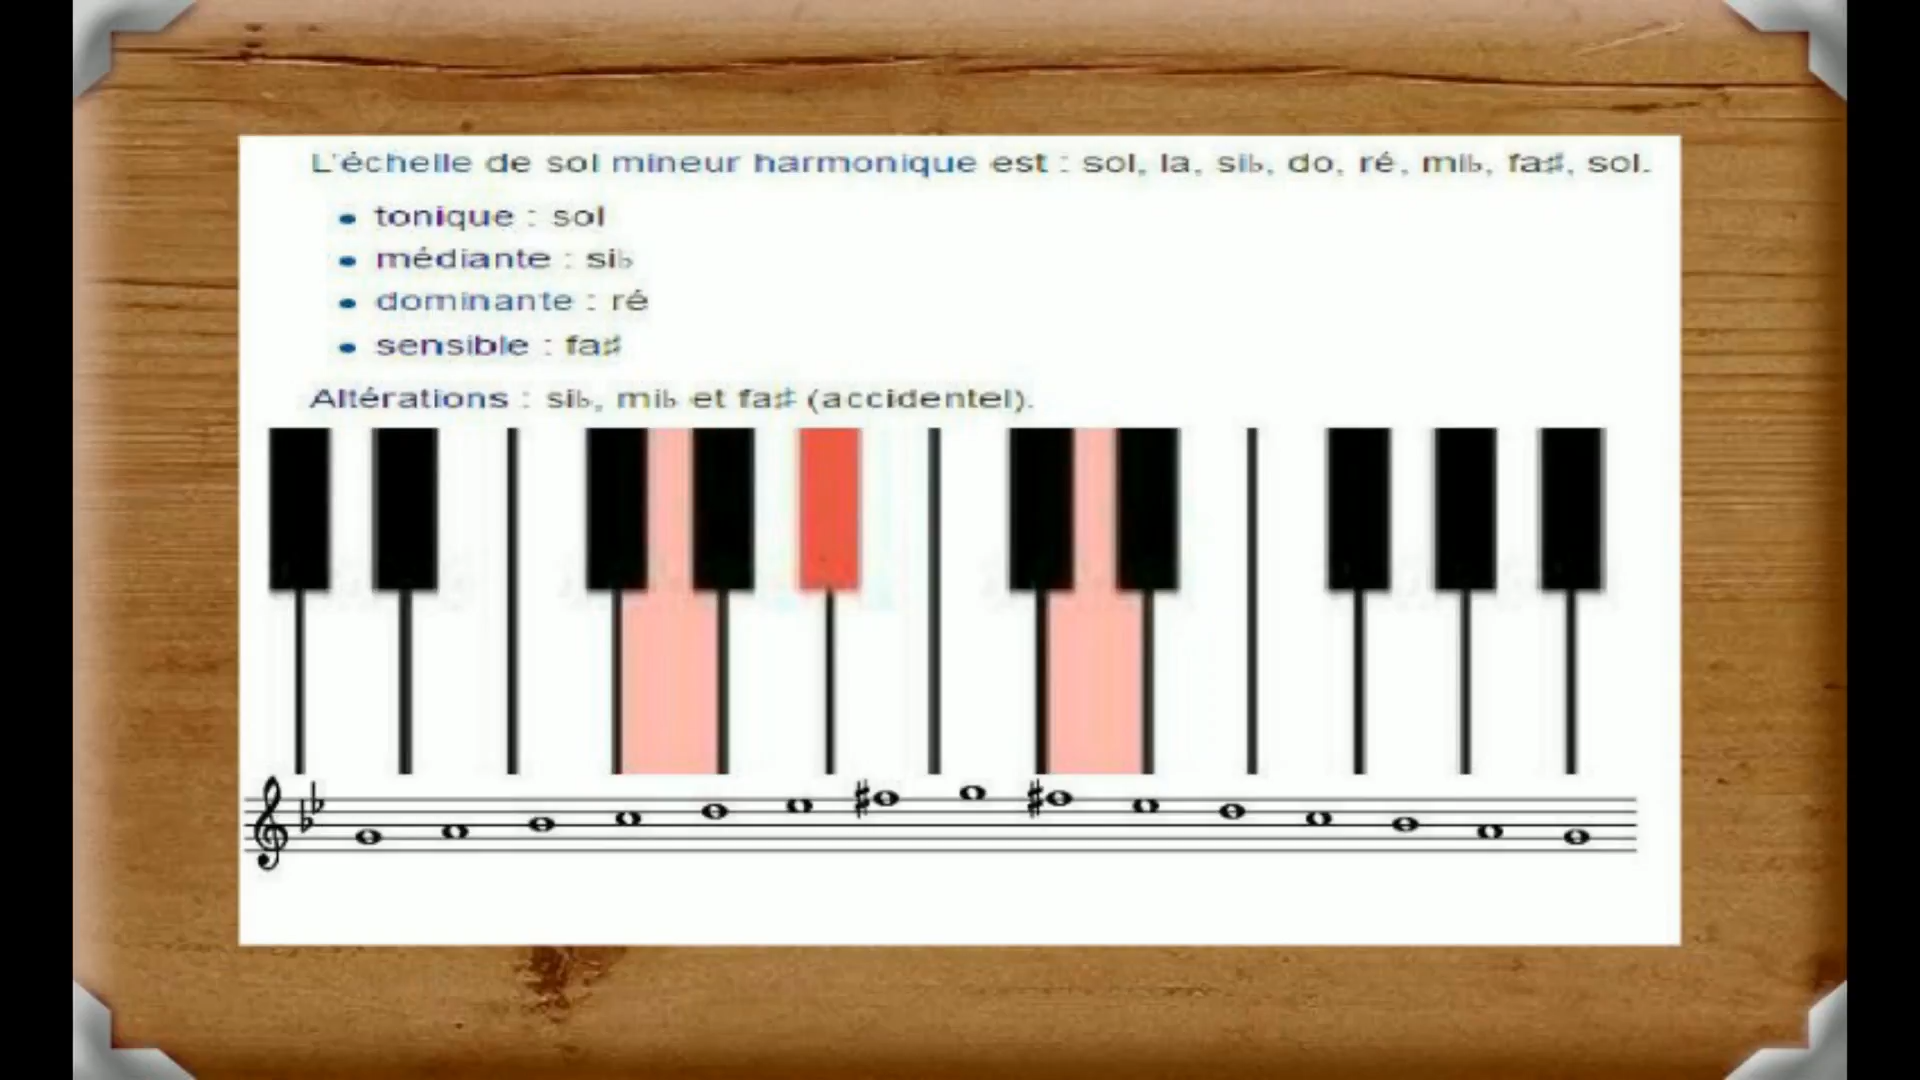 L'échelle de sol mineur harmonique est : sol, la, si♭, do, ré, mi♭, fa♯, sol.
• tonique : sol
• médiante : si♭
• dominante : ré
• sensible : fa♯
Altérations : si♭, mi♭ et fa♯ (accidentel).